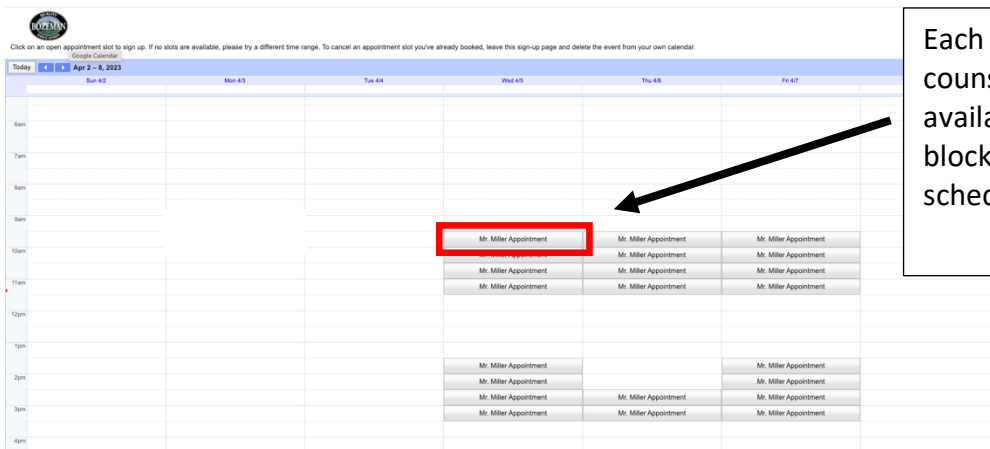 QUALITY
BOZEMAN
EDUCATION
Click on an open appointment slot to sign up. If no slots are available, please try a different time range. To cancel an appointment slot you've already booked, leave this sign-up page and delete the event from your own calendar.
Google Calendar
Today Apr 2 – 8, 2023
Sun 4/2 Mon 4/3 Tue 4/4 Wed 4/5 Thu 4/6 Fri 4/7
6am
7am
8am
9am
Mr. Miller Appointment Mr. Miller Appointment Mr. Miller Appointment
10am Mr. Miller Appointment Mr. Miller Appointment Mr. Miller Appointment
Mr. Miller Appointment Mr. Miller Appointment Mr. Miller Appointment
11am Mr. Miller Appointment Mr. Miller Appointment Mr. Miller Appointment
12pm
1pm
Mr. Miller Appointment Mr. Miller Appointment
2pm Mr. Miller Appointment Mr. Miller Appointment
Mr. Miller Appointment Mr. Miller Appointment Mr. Miller Appointment
3pm Mr. Miller Appointment Mr. Miller Appointment Mr. Miller Appointment
4pm
Each
couns
availa
block
sched